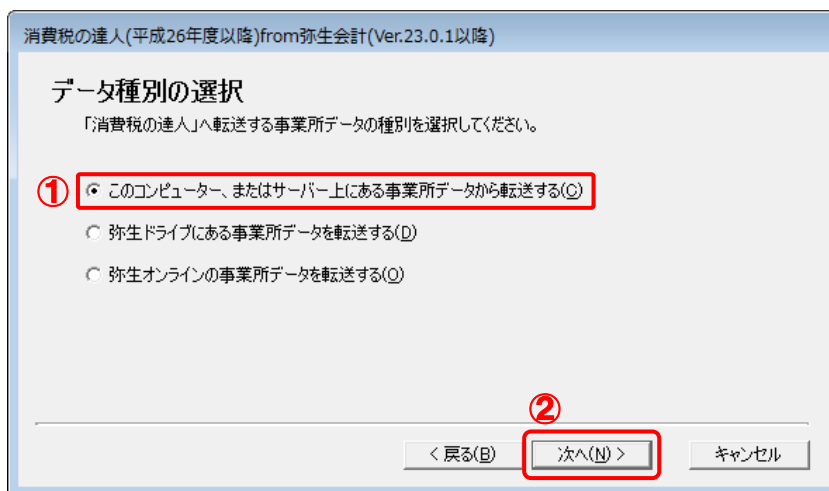 消費税の達人(平成26年度以降)from弥生会計(Ver.23.0.1以降)
データ種別の選択
「消費税の達人」へ転送する事業所データの種別を選択してください。
① このコンピューター、またはサーバー上にある事業所データから転送する(C)
弥生ドライブにある事業所データを転送する(D)
弥生オンラインの事業所データを転送する(O)
②
< 戻る(B) 次へ(N) > キャンセル